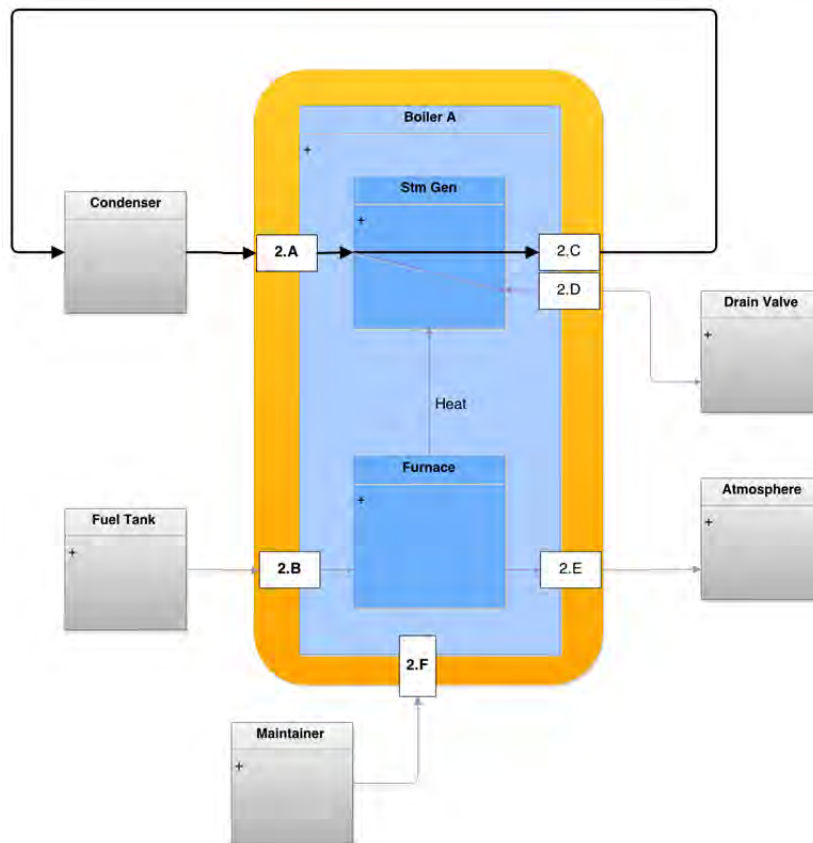 Boiler A
+
Stm Gen
+
Condenser
2.A
2.C
2.D
Drain Valve
+
Heat
Furnace
+
Atmosphere
+
Fuel Tank
+
2.B
2.E
2.F
Maintainer
+